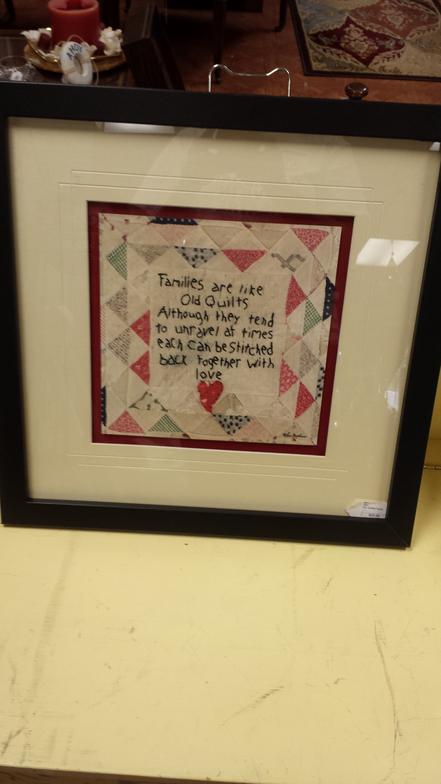 Families are like
Old Quilts
Although they tend
to unravel at times
each can be stitched
back together with
love